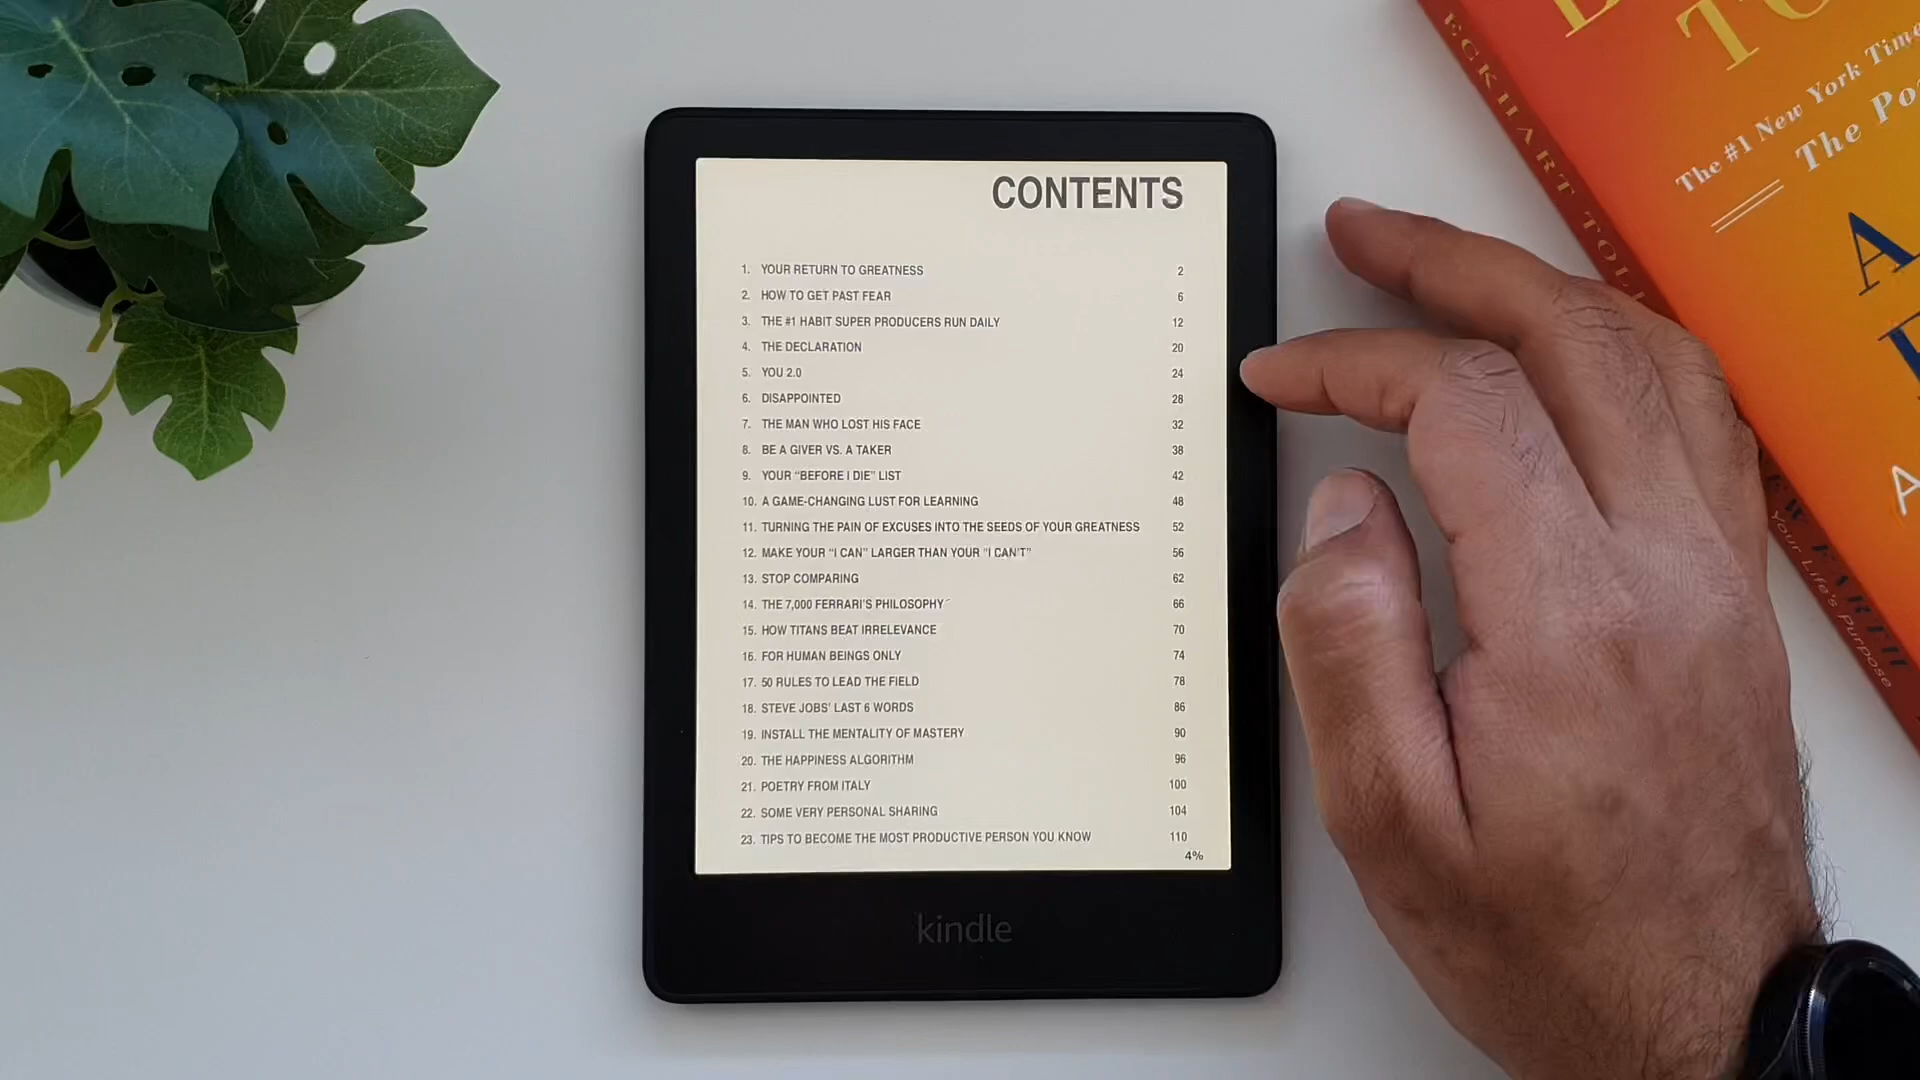 CONTENTS
1. YOUR RETURN TO GREATNESS 2
2. HOW TO GET PAST FEAR 6
3. THE #1 HABIT SUPER PRODUCERS RUN DAILY 12
4. THE DECLARATION 20
5. YOU 2.0 24
6. DISAPPOINTED 28
7. THE MAN WHO LOST HIS FACE 32
8. BE A GIVER VS. A TAKER 38
9. YOUR “BEFORE I DIE” LIST 42
10. A GAME-CHANGING LUST FOR LEARNING 48
11. TURNING THE PAIN OF EXCUSES INTO THE SEEDS OF YOUR GREATNESS 52
12. MAKE YOUR “I CAN” LARGER THAN YOUR “I CAN’T” 56
13. STOP COMPARING 62
14. THE 7,000 FERRARI’S PHILOSOPHY 66
15. HOW TITANS BEAT IRRELEVANCE 70
16. FOR HUMAN BEINGS ONLY 74
17. 50 RULES TO LEAD THE FIELD 78
18. STEVE JOBS’ LAST 6 WORDS 86
19. INSTALL THE MENTALITY OF MASTERY 90
20. THE HAPPINESS ALGORITHM 96
21. POETRY FROM ITALY 100
22. SOME VERY PERSONAL SHARING 104
23. TIPS TO BECOME THE MOST PRODUCTIVE PERSON YOU KNOW 110
4%
kindle
The #1 New York Time
The Po
A
A
ECKHART TOLL
EW EARTH
Your Life's Purpose